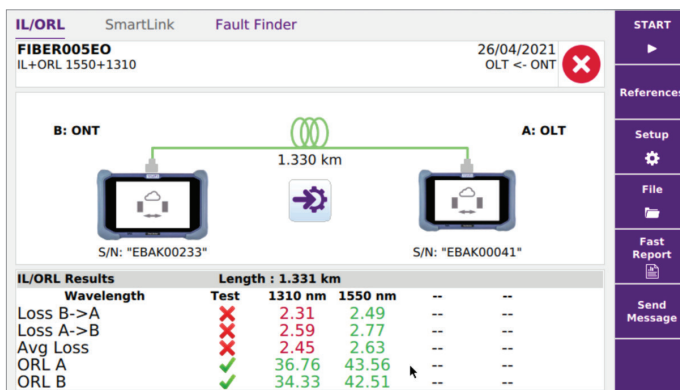 IL/ORL SmartLink Fault Finder
FIBER005EO 26/04/2021
IL+ORL 1550+1310 OLT <- ONT
B: ONT A: OLT
1.330 km
S/N: "EBAK00233" S/N: "EBAK00041"
IL/ORL Results Length : 1.331 km
Wavelength Test 1310 nm 1550 nm -- --
Loss B->A 2.31 2.49 -- --
Loss A->B 2.59 2.77 -- --
Avg Loss 2.45 2.63 -- --
ORL A 36.76 43.56 -- --
ORL B 34.33 42.51 -- --
START
References
Setup
File
Fast
Report
Send
Message